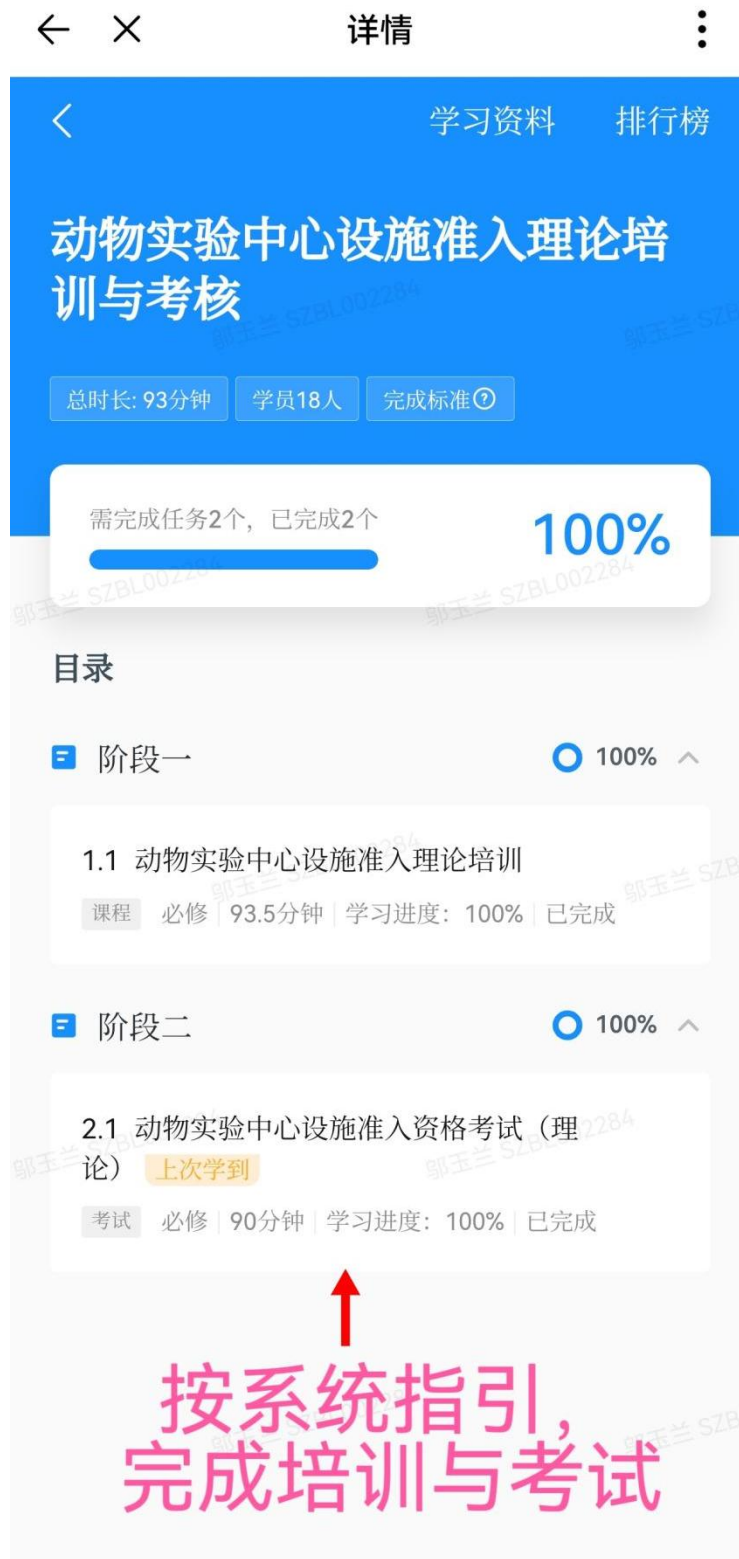 详情
学习资料 排行榜
动物实验中心设施准入理论培
训与考核
总时长: 93分钟 学员18人 完成标准?
需完成任务2个，已完成2个 100%
目录
阶段一 100%
1.1 动物实验中心设施准入理论培训
课程 必修 93.5分钟 学习进度：100% 已完成
阶段二 100%
2.1 动物实验中心设施准入资格考试（理
论） 上次学到
考试 必修 90分钟 学习进度：100% 已完成
按系统指引，
完成培训与考试
邬玉兰 SZBL002284